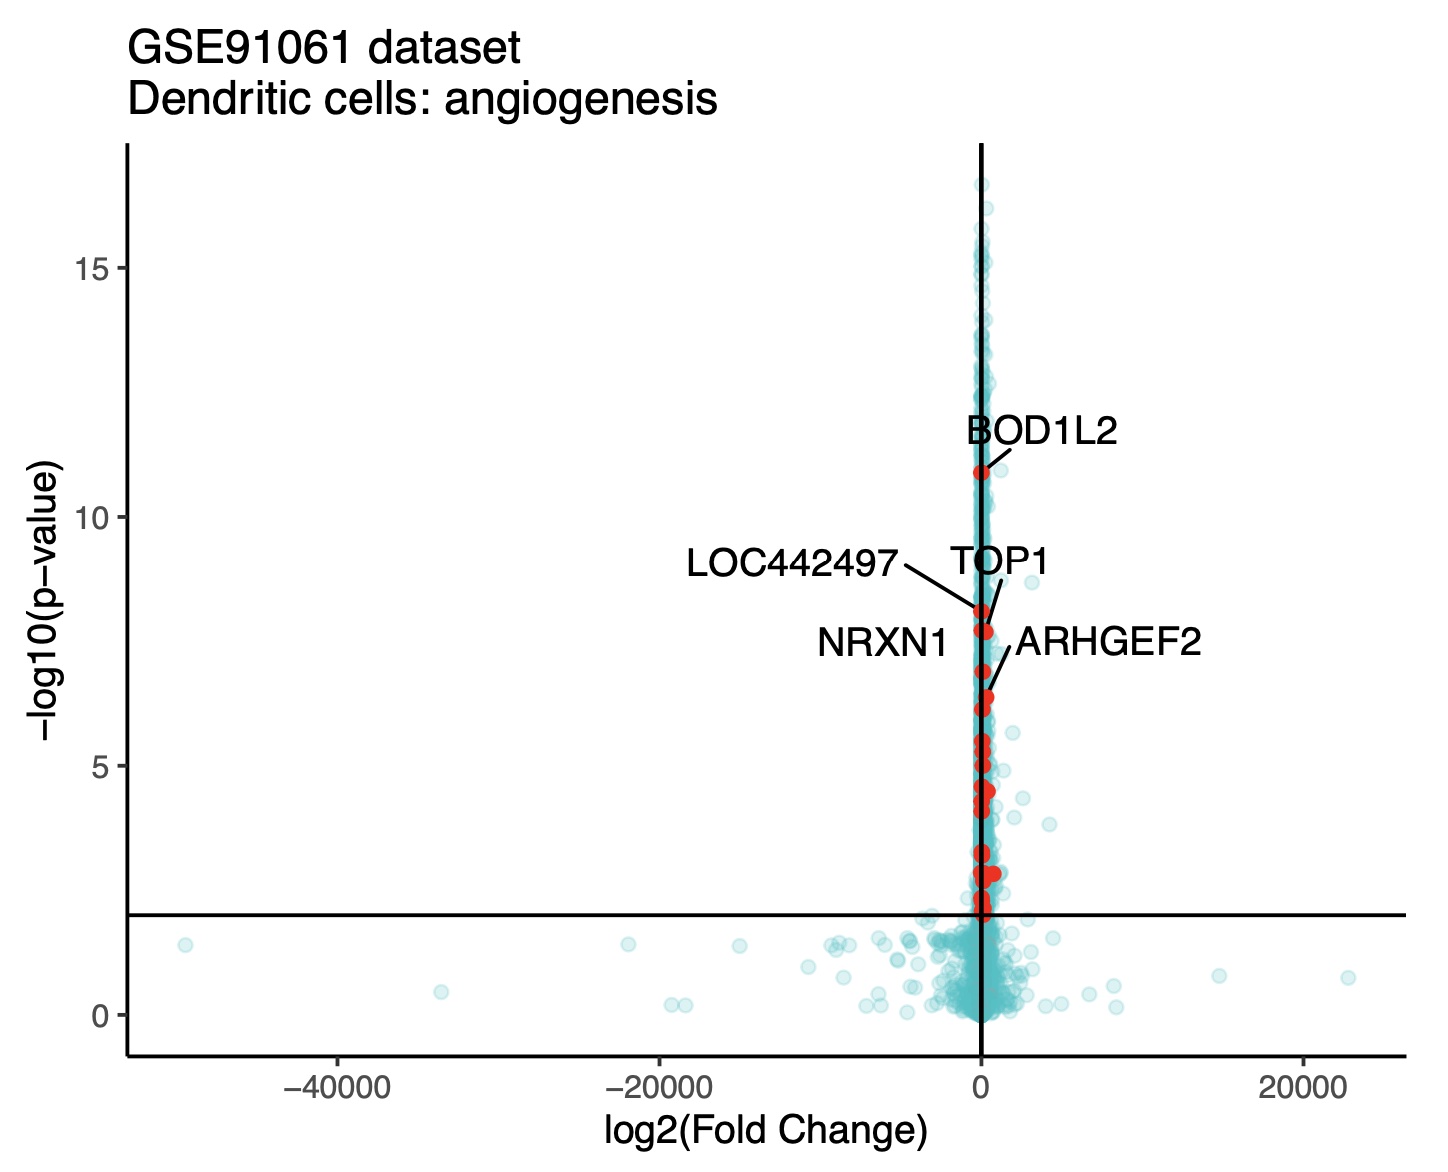 GSE91061 dataset
Dendritic cells: angiogenesis
−log10(p−value)
15
10
5
0
BOD1L2
LOC442497
TOP1
NRXN1
ARHGEF2
−40000
−20000
0
20000
log2(Fold Change)